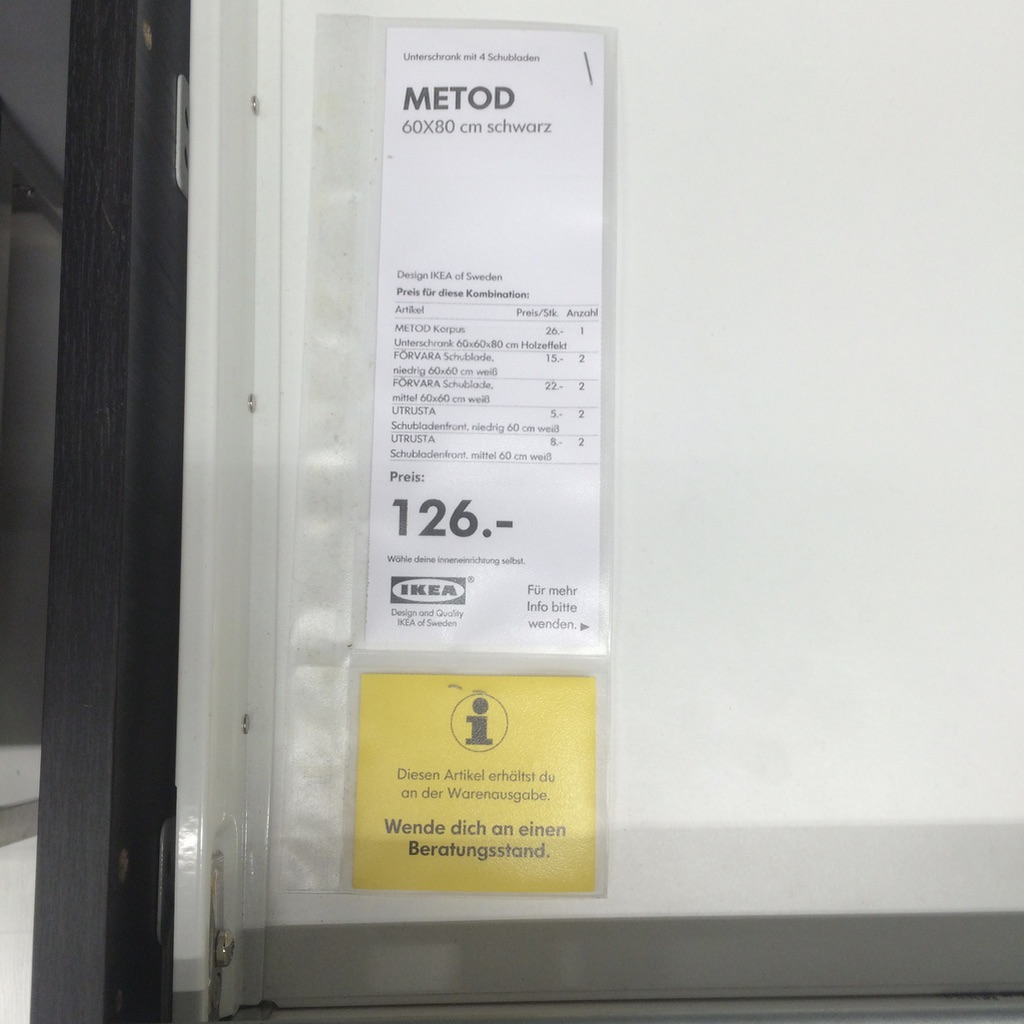 Unterschrank mit 4 Schubladen
METOD
60X80 cm schwarz
Design IKEA of Sweden
Preis für diese Kombination:
Artikel Preis/Stk. Anzahl
METOD Korpus 26.- 1
Unterschrank 60x60x80 cm Holzeffekt
FÖRVARA Schublade, 15.- 2
niedrig 60x60 cm weiß
FÖRVARA Schublade, 22.- 2
mittel 60x60 cm weiß
UTRUSTA 5.- 2
Schubladenfront, niedrig 60 cm weiß
UTRUSTA 8.- 2
Schubladenfront, mittel 60 cm weiß
Preis:
126.-
Wähle deine Inneneinrichtung selbst.
IKEA®
Design and Quality
IKEA of Sweden
Für mehr
Info bitte
wenden. ▶
i
Diesen Artikel erhältst du
an der Warenausgabe.
Wende dich an einen
Beratungsstand.